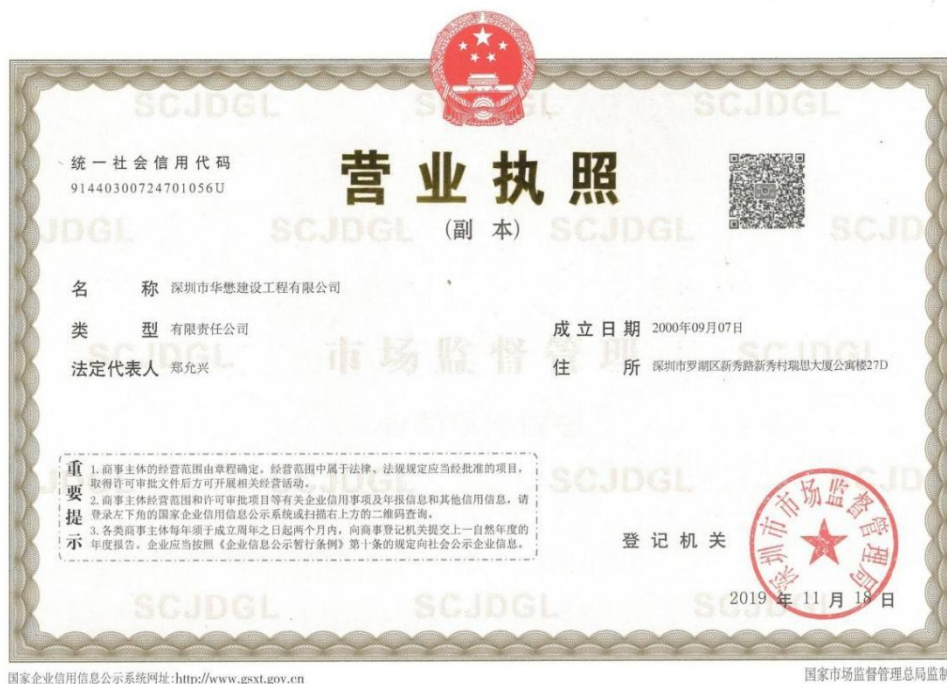 统一社会信用代码
91440300724701056U
营业执照
(副 本)
名 称 深圳市华懋建设工程有限公司
类 型 有限责任公司
法定代表人 郑允兴
成立日期 2000年09月07日
住 所 深圳市罗湖区新秀路新秀村瑞思大厦公寓楼27D
重要提示
1.商事主体的经营范围由章程确定。经营范围中属于法律、法规规定应当经批准的项目,
取得许可审批文件后方可开展相关经营活动。
2.商事主体经营范围和许可审批项目等有关企业信用事项及年报信息和其他信用信息,请
登录左下角的国家企业信用信息公示系统或扫描右上方的二维码查询。
3.各类商事主体每年须于成立周年之日起两个月内,向商事登记机关提交上一自然年度的
年度报告。企业应当按照《企业信息公示暂行条例》第十条的规定向社会公示企业信息。
登记机关
深圳市市场监督管理局
2019 年 11 月 18 日
国家企业信用信息公示系统网址:http://www.gsxt.gov.cn
国家市场监督管理总局监制
SCJDGL
市场监督管理